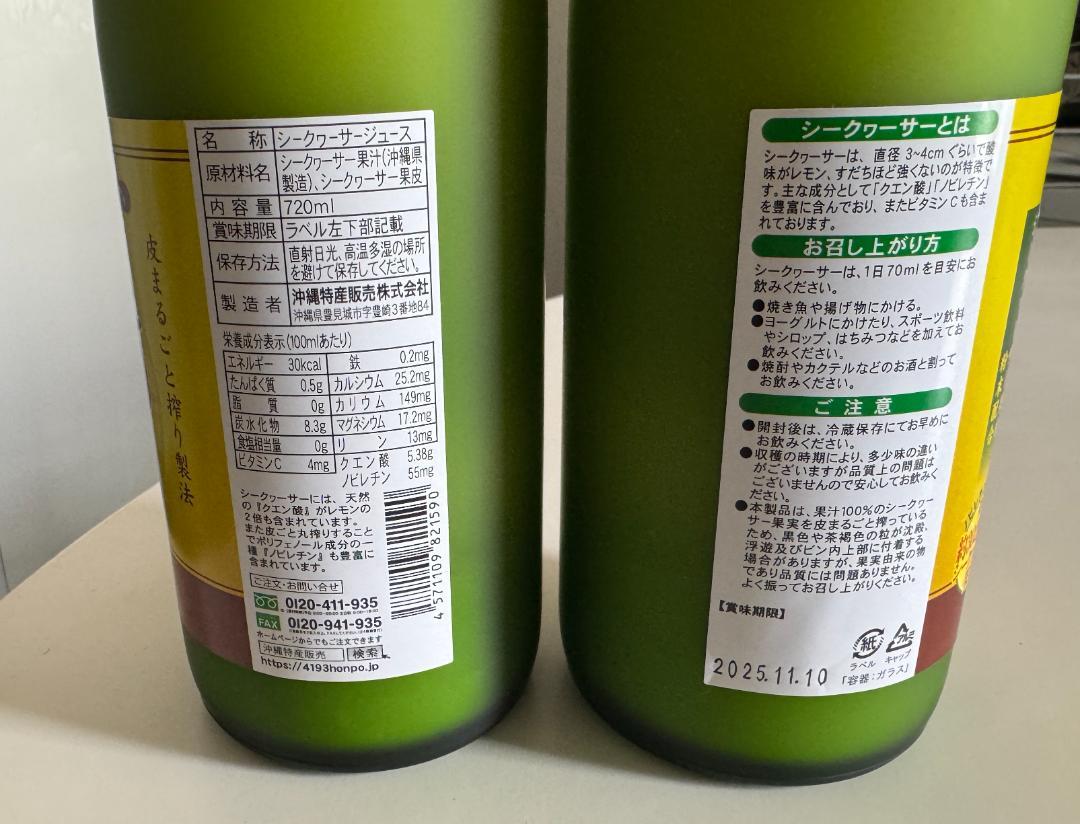 皮まるごと搾り製法
名 称 シークヮーサージュース
原材料名 シークヮーサー果汁(沖縄県
製造)、シークヮーサー果皮
内容量 720ml
賞味期限 ラベル左下部記載
保存方法 直射日光、高温多湿の場所
を避けて保存してください。
製造者 沖縄特産販売株式会社
沖縄県豊見城市字豊崎3番地84
栄養成分表示(100mlあたり)
エネルギー 30kcal 鉄 0.2mg
たんぱく質 0.5g カルシウム 25.2mg
脂質 0g カリウム 149mg
炭水化物 8.3g マグネシウム 17.2mg
食塩相当量 0g リン 13mg
ビタミンC 4mg クエン酸 5.38g
ノビレチン 55mg
シークヮーサーには、天然
の『クエン酸』がレモンの
2倍も含まれています。
また皮ごと丸搾りすること
でポリフェノール成分の一
種『ノビレチン』も豊富に
含まれています。
ご注文・お問い合せ
0120-411-935
FAX 0120-941-935
ホームページからでもご注文できます
沖縄特産販売 検索
https://4193honpo.jp
4 571109 821590
シークヮーサーとは
シークヮーサーは、直径 3~4cmぐらいで酸
味がレモン、すだちほど強くないのが特徴で
す。主な成分として「クエン酸」「ノビレチン」
を豊富に含んでおり、またビタミンCも含ま
れております。
お召し上がり方
シークヮーサーは、1日70mlを目安にお
飲みください。
●焼き魚や揚げ物にかける。
●ヨーグルトにかけたり、スポーツ飲料
やシロップ、はちみつなどを加えてお
飲みください。
●焼酎やカクテルなどのお酒と割って
お飲みください。
ご注意
●開封後は、冷蔵保存にてお早めに
お飲みください。
●収穫の時期により、多少味の違い
がございますが品質上の問題は
ございませんので安心してお飲みく
ださい。
●本製品は、果汁100%のシークヮー
サー果実を皮まるごと搾っている
ため、黒色や茶褐色の粒が沈殿、
浮遊及びビン内上部に付着する
場合がありますが、果実由来の物
であり品質には問題ありません。
よく振ってお召し上がりください。
【賞味期限】
2025.11.10
紙
ラベル
アルミ
キャップ
「容器:ガラス」